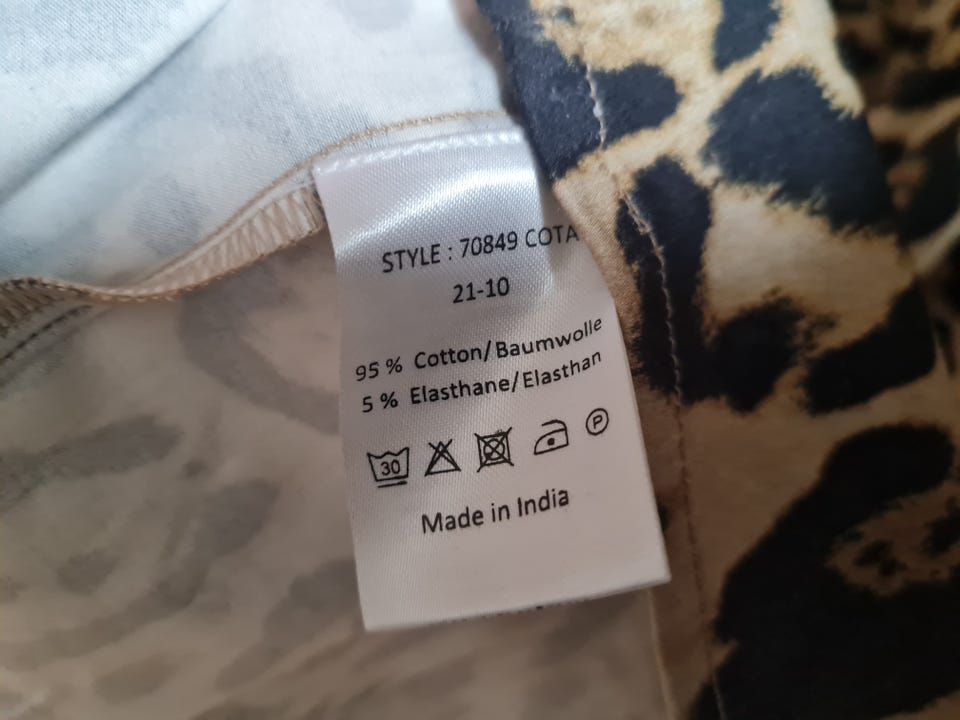 STYLE : 70849 COTA
21-10
95 % Cotton/Baumwolle
5 % Elasthane/Elasthan
30 P
Made in India